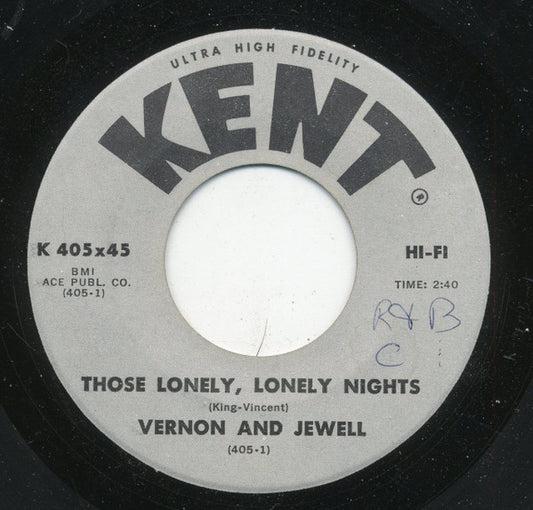 ULTRA HIGH FIDELITY
KENT
®
K 405x45
HI-FI
BMI
ACE PUBL. CO.
(405-1)
TIME: 2:40
R&B
C
THOSE LONELY, LONELY NIGHTS
(King-Vincent)
VERNON AND JEWELL
(405-1)